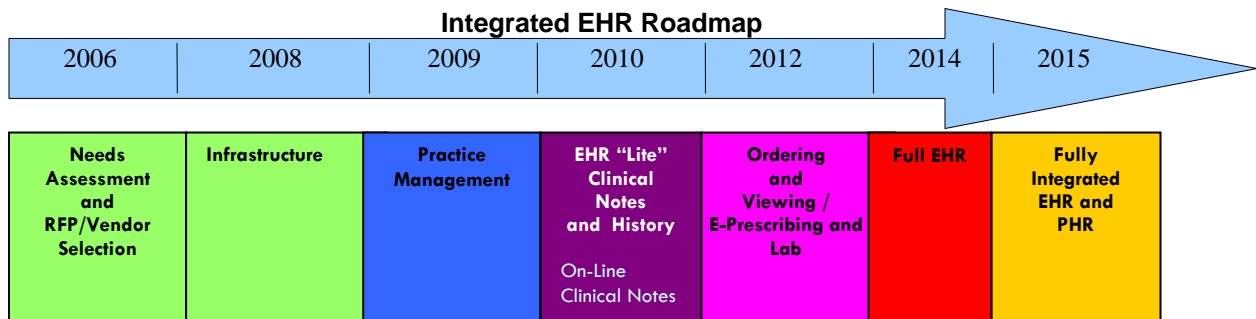 Integrated EHR Roadmap
2006 2008 2009 2010 2012 2014 2015
Needs
Assessment
and
RFP/Vendor
Selection
Infrastructure
Practice
Management
EHR “Lite”
Clinical
Notes
and History
On-Line
Clinical Notes
Ordering
and
Viewing /
E-Prescribing and
Lab
Full EHR
Fully
Integrated
EHR and
PHR